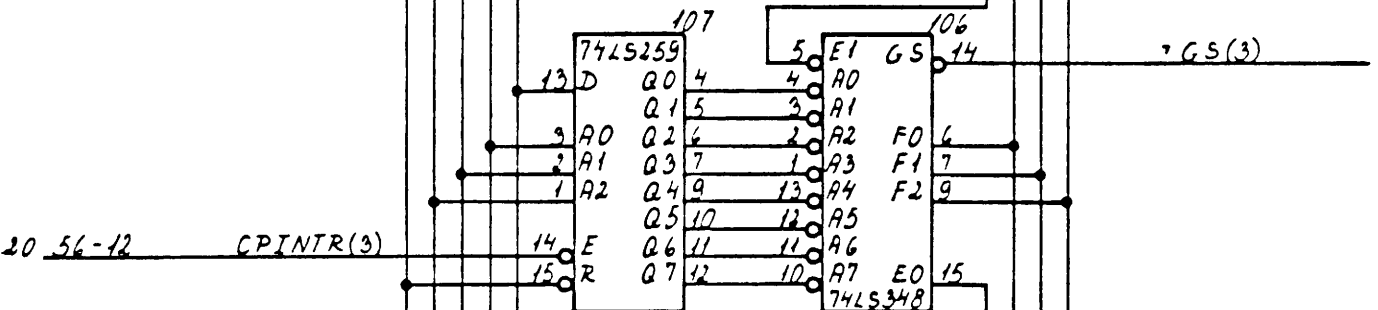 107 106
74LS259 5 E1 GS 14 GS(3)
13 D Q0 4 4 A0
Q1 5 3 A1
3 A0 Q2 6 2 A2 F0 6
2 A1 Q3 7 1 A3 F1 7
1 A2 Q4 9 13 A4 F2 9
Q5 10 12 A5
20 56-12 CPINTR(3) 14 E Q6 11 11 A6
15 R Q7 12 10 A7 E0 15
74LS348